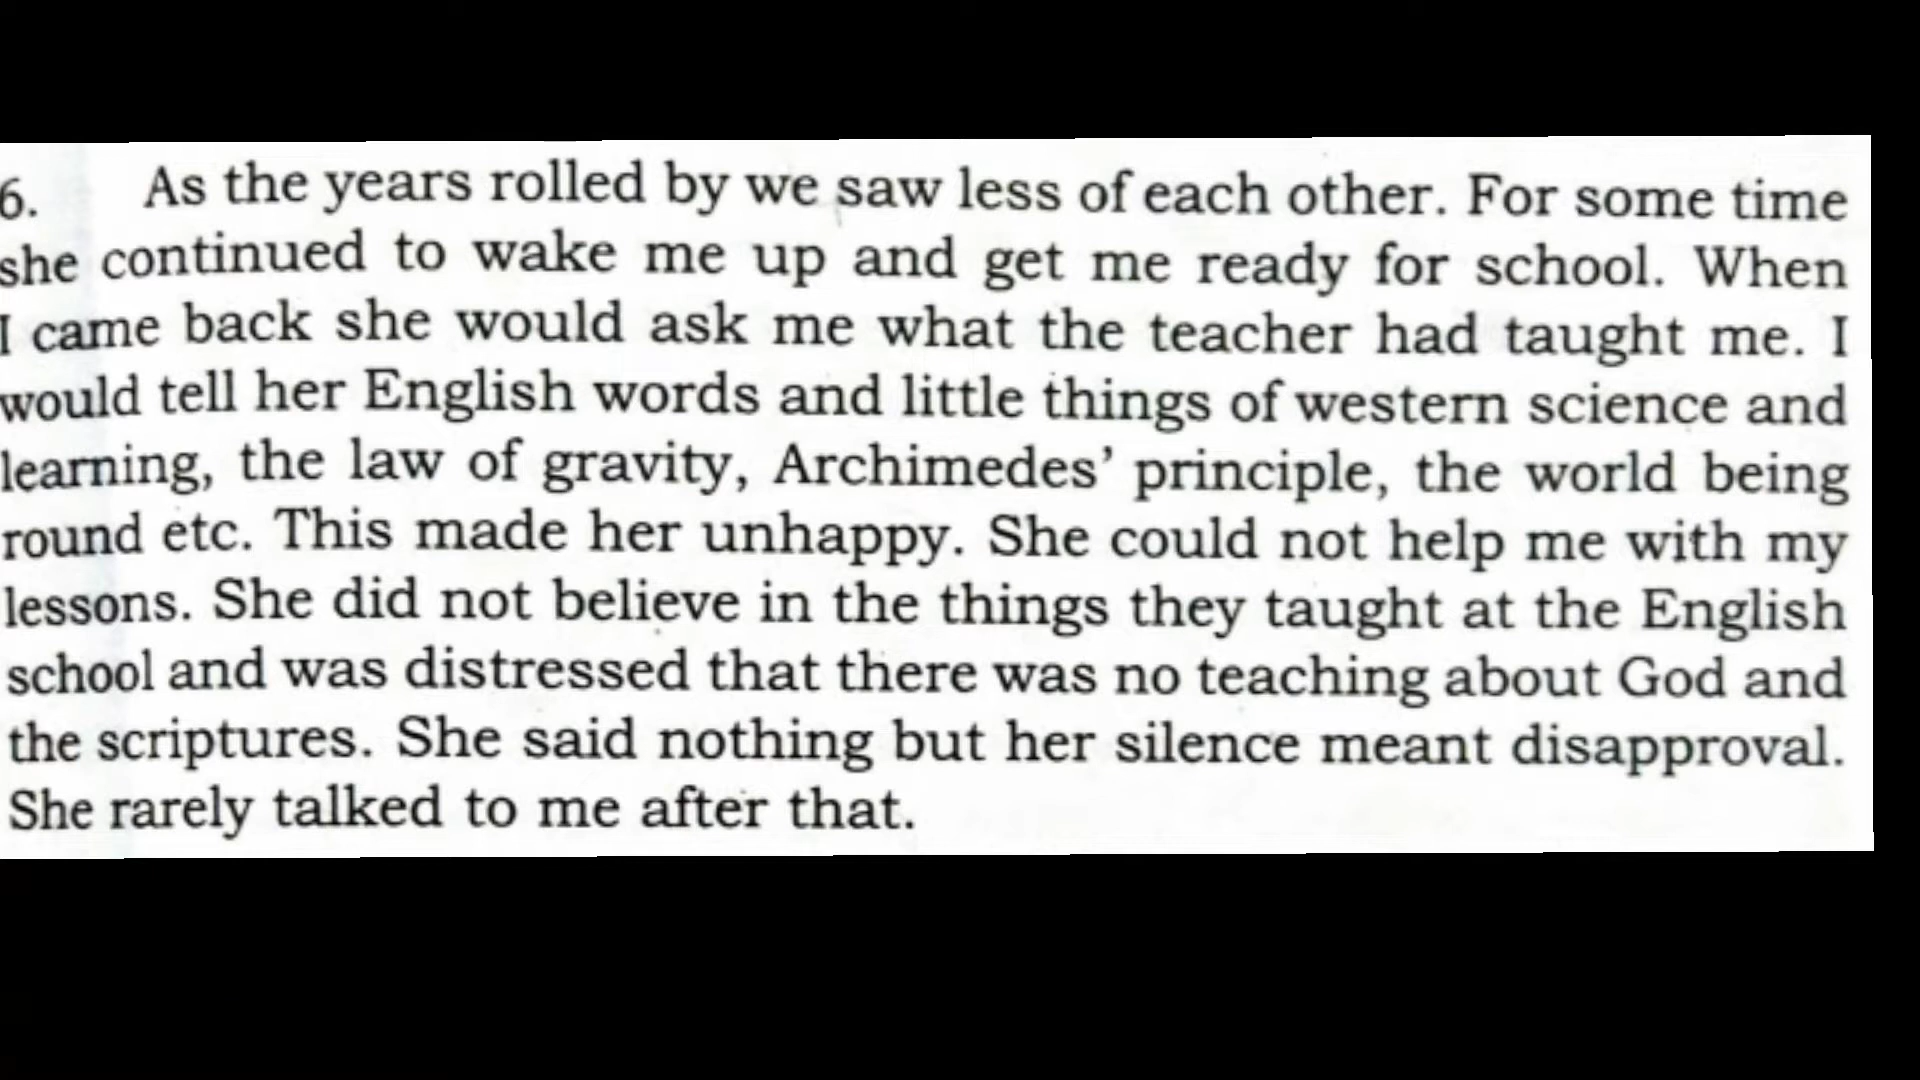 6. As the years rolled by we saw less of each other. For some time
she continued to wake me up and get me ready for school. When
I came back she would ask me what the teacher had taught me. I
would tell her English words and little things of western science and
learning, the law of gravity, Archimedes’ principle, the world being
round etc. This made her unhappy. She could not help me with my
lessons. She did not believe in the things they taught at the English
school and was distressed that there was no teaching about God and
the scriptures. She said nothing but her silence meant disapproval.
She rarely talked to me after that.